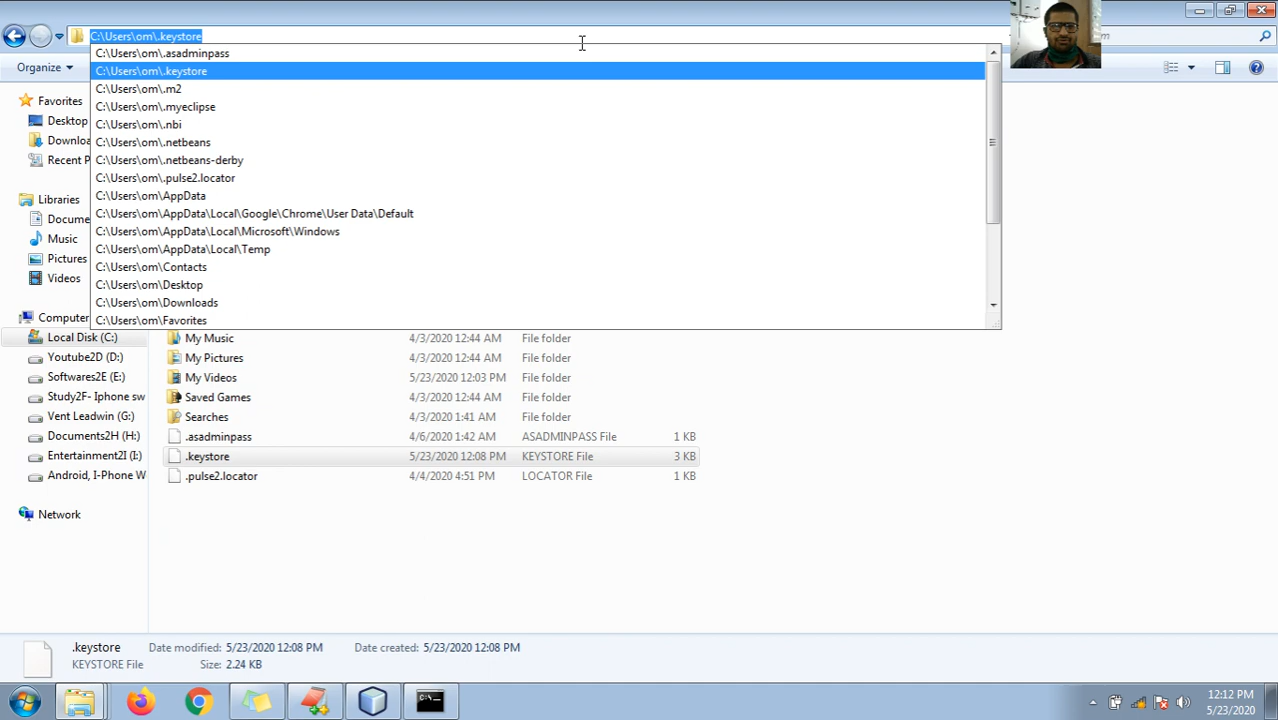 C:\Users\om\.keystore
m
C:\Users\om\.asadminpass
C:\Users\om\.keystore
C:\Users\om\.m2
C:\Users\om\.myeclipse
C:\Users\om\.nbi
C:\Users\om\.netbeans
C:\Users\om\.netbeans-derby
C:\Users\om\.pulse2.locator
C:\Users\om\AppData
C:\Users\om\AppData\Local\Google\Chrome\User Data\Default
C:\Users\om\AppData\Local\Microsoft\Windows
C:\Users\om\AppData\Local\Temp
C:\Users\om\Contacts
C:\Users\om\Desktop
C:\Users\om\Downloads
C:\Users\om\Favorites
Organize
Favorites
Desktop
Downloa
Recent P
Libraries
Docume
Music
Pictures
Videos
Computer
Local Disk (C:)
Youtube2D (D:)
Softwares2E (E:)
Study2F- Iphone sw
Vent Leadwin (G:)
Documents2H (H:)
Entertainment2I (I:)
Android, I-Phone W
Network
My Music 4/3/2020 12:44 AM File folder
My Pictures 4/3/2020 12:44 AM File folder
My Videos 5/23/2020 12:03 PM File folder
Saved Games 4/3/2020 12:44 AM File folder
Searches 4/3/2020 1:41 AM File folder
.asadminpass 4/6/2020 1:42 AM ASADMINPASS File 1 KB
.keystore 5/23/2020 12:08 PM KEYSTORE File 3 KB
.pulse2.locator 4/4/2020 4:51 PM LOCATOR File 1 KB
.keystore Date modified: 5/23/2020 12:08 PM Date created: 5/23/2020 12:08 PM
KEYSTORE File Size: 2.24 KB
C:\
12:12 PM
5/23/2020